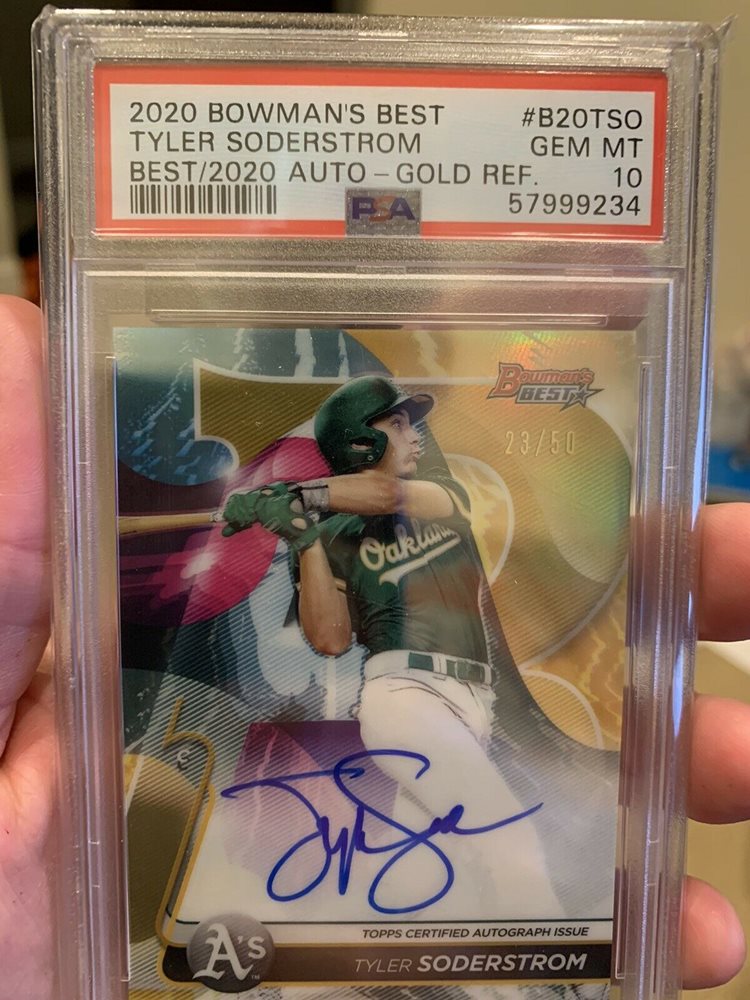 2020 BOWMAN'S BEST #B20TSO
TYLER SODERSTROM GEM MT
BEST/2020 AUTO - GOLD REF. 10
PSA 57999234
Bowman's
BEST
23/50
Oakland
TOPPS CERTIFIED AUTOGRAPH ISSUE
A's™
TYLER SODERSTROM